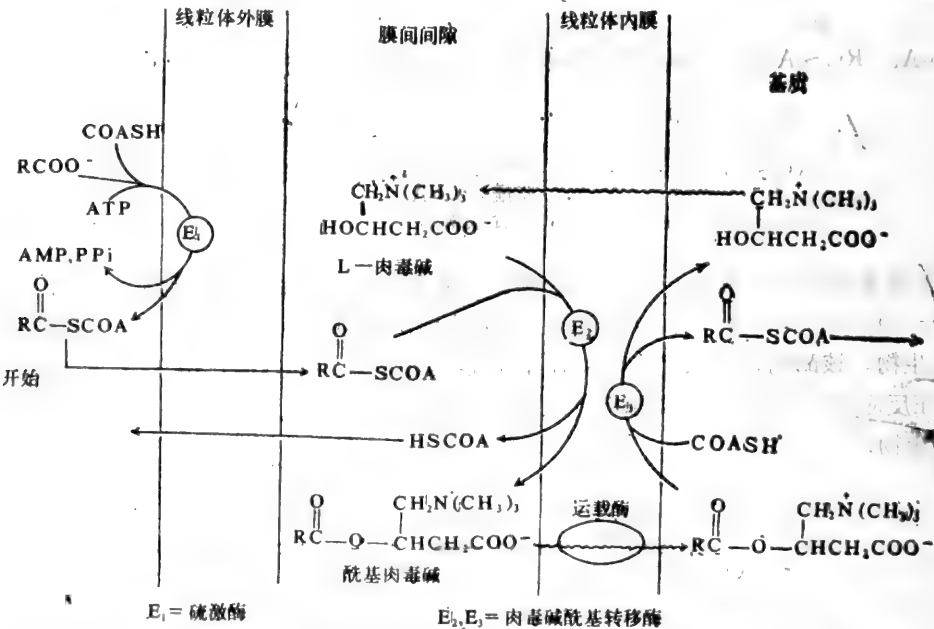 线粒体外膜
膜间间隙
线粒体内膜
基质
COASH
RCOO⁻
ATP
E₁
AMP,PPi
O
RC—SCOA
开始
CH₂N⁺(CH₃)₃
HOCHCH₂COO⁻
L—肉毒碱
O
RC—SCOA
HSCOA
E₂
E₃
CH₂N⁺(CH₃)₃
HOCHCH₂COO⁻
O
RC—SCOA
COASH
O
CH₂N⁺(CH₃)₃
RC—O—CHCH₂COO⁻
酰基肉毒碱
运载酶
O
CH₂N⁺(CH₃)₃
RC—O—CHCH₂COO⁻
E₁=硫激酶
E₂,E₃=肉毒碱酰基转移酶